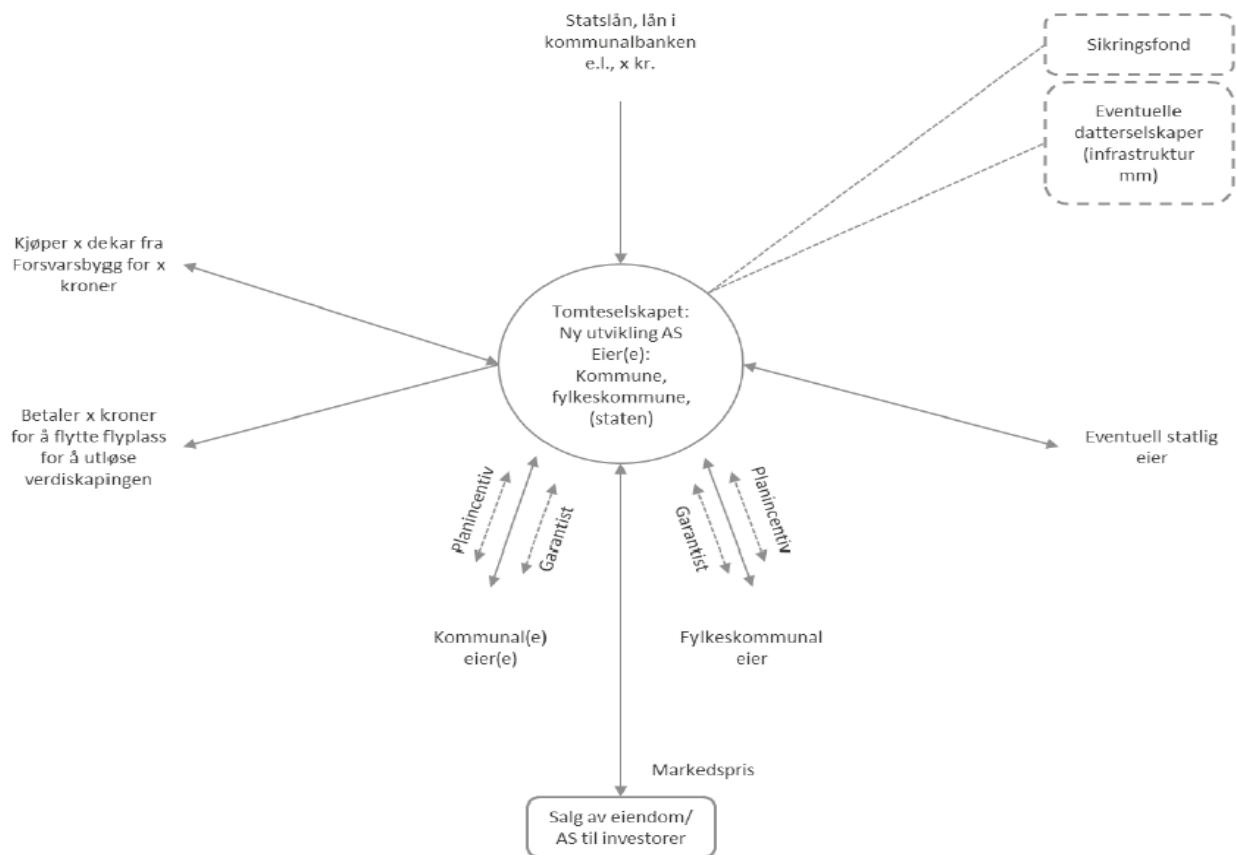 Statslån, lån i
kommunalbanken
e.l., x kr.
Sikringsfond
Eventuelle
datterselskaper
(infrastruktur
mm)
Kjøper x dekar fra
Forsvarsbygg for x
kroner
Tomteselskapet:
Ny utvikling AS
Eier(e):
Kommune,
fylkeskommune,
(staten)
Betaler x kroner
for å flytte flyplass
for å utløse
verdiskapingen
Eventuell statlig
eier
Planincentiv
Garantist
Garantist
Planincentiv
Kommunal(e)
eier(e)
Fylkeskommunal
eier
Markedspris
Salg av eiendom/
AS til investorer